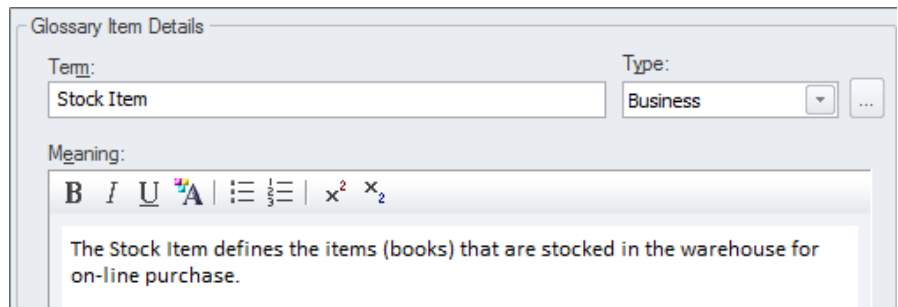 Glossary Item Details
Term: Type:
Stock Item Business ...
Meaning:
B I U A x² x₂
The Stock Item defines the items (books) that are stocked in the warehouse for
on-line purchase.